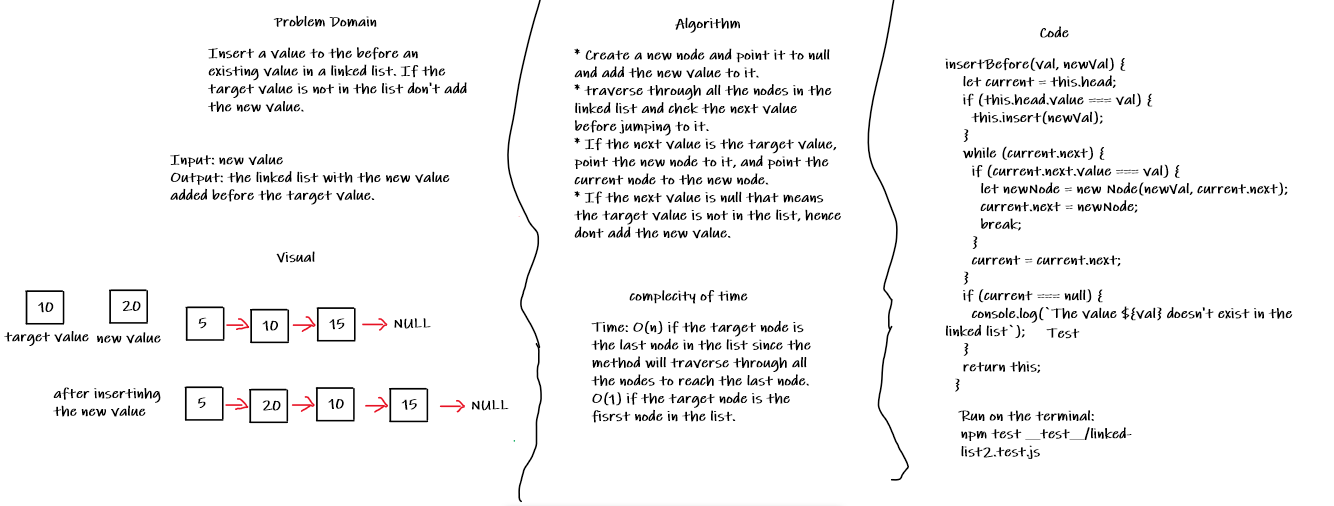 Problem Domain
Insert a value to the before an
existing value in a linked list. If the
target value is not in the list don't add
the new value.
Input: new value
Output: the linked list with the new value
added before the target value.
Visual
10
20
5
10
15
NULL
target value
new value
after insertinhg
the new value
5
20
10
15
NULL
Algorithm
* Create a new node and point it to null
and add the new value to it.
* traverse through all the nodes in the
linked list and chek the next value
before jumping to it.
* If the next value is the target value,
point the new node to it, and point the
current node to the new node.
* If the next value is null that means
the target value is not in the list, hence
dont add the new value.
complecity of time
Time: O(n) if the target node is
the last node in the list since the
method will traverse through all
the nodes to reach the last node.
O(1) if the target node is the
fisrst node in the list.
Code
insertBefore(val, newVal) {
let current = this.head;
if (this.head.value === val) {
this.insert(newVal);
}
while (current.next) {
if (current.next.value === val) {
let newNode = new Node(newVal, current.next);
current.next = newNode;
break;
}
current = current.next;
}
if (current === null) {
console.log(`The value ${val} doesn't exist in the
linked list`);
Test
}
return this;
}
Run on the terminal:
npm test __test__/linked-
list2.test.js